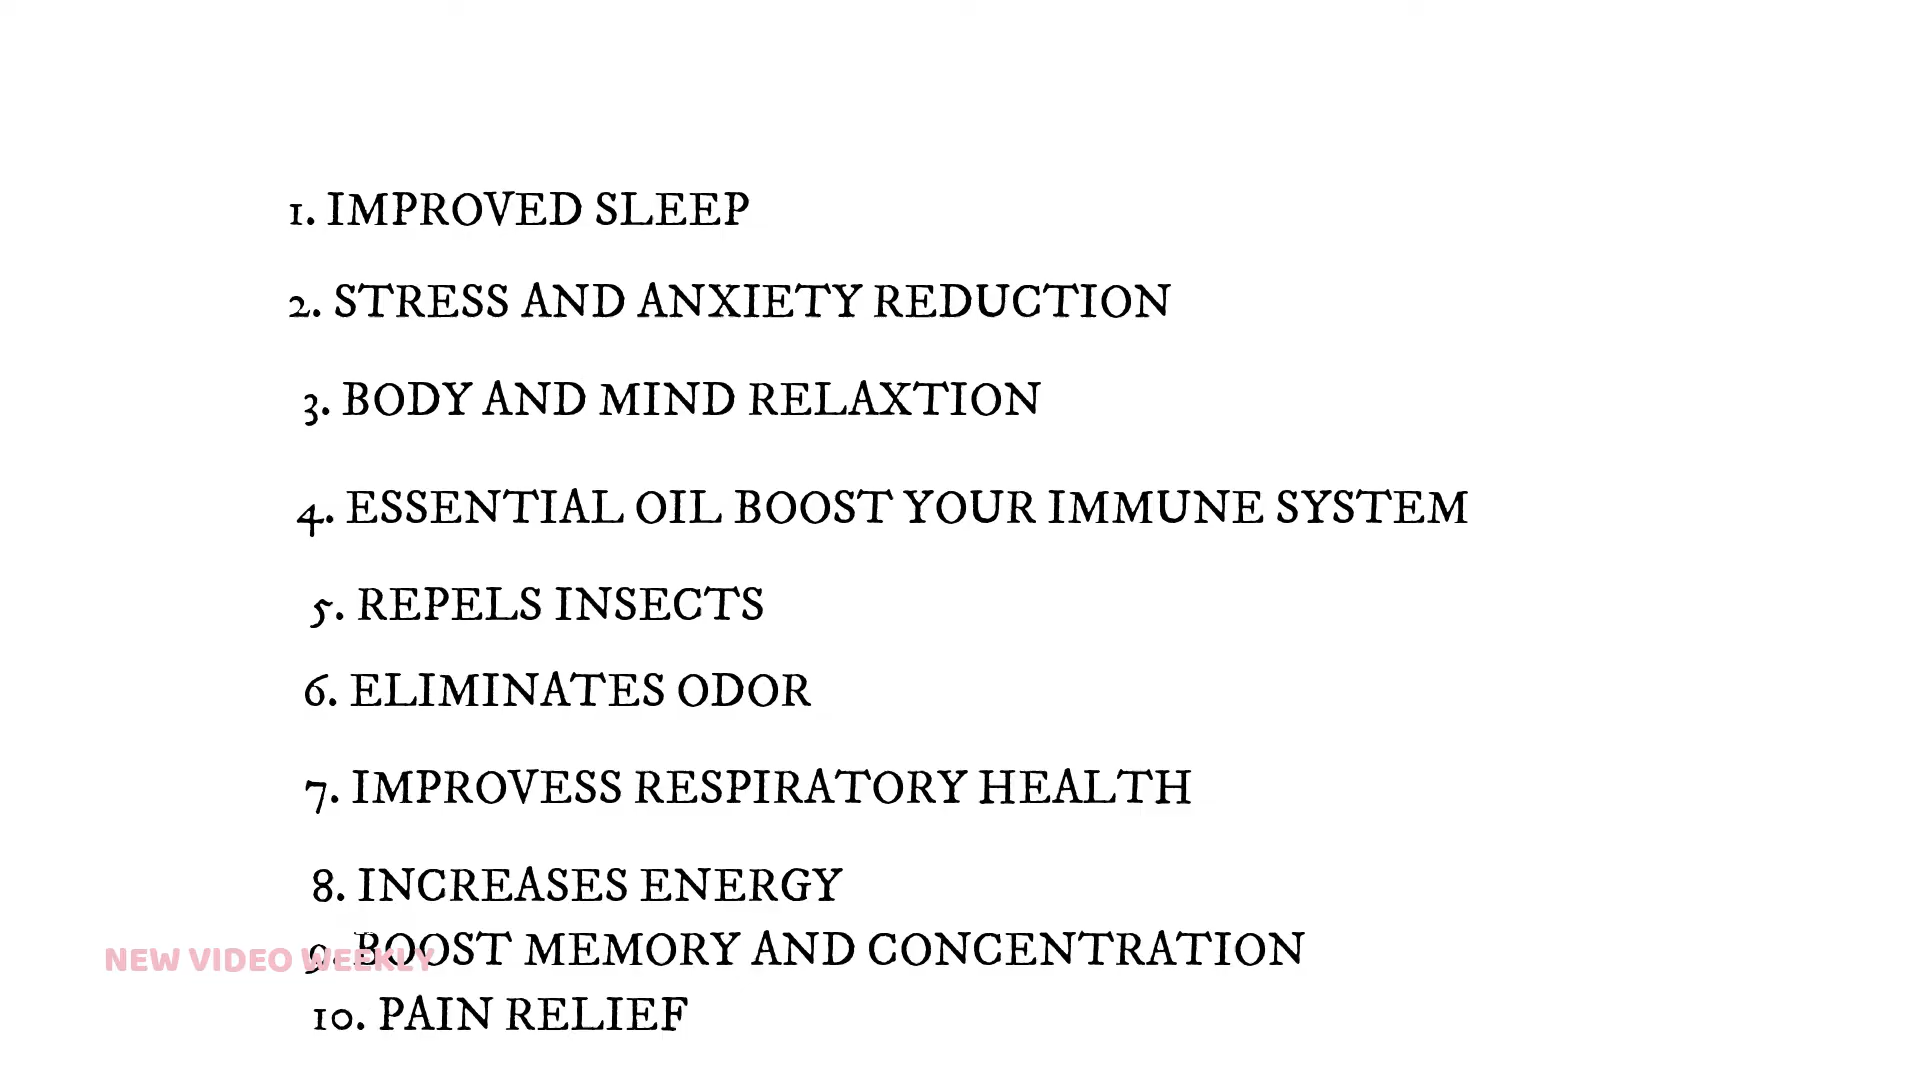 1. IMPROVED SLEEP
2. STRESS AND ANXIETY REDUCTION
3. BODY AND MIND RELAXTION
4. ESSENTIAL OIL BOOST YOUR IMMUNE SYSTEM
5. REPELS INSECTS
6. ELIMINATES ODOR
7. IMPROVESS RESPIRATORY HEALTH
8. INCREASES ENERGY
9. BOOST MEMORY AND CONCENTRATION
NEW VIDEO WEEKLY
10. PAIN RELIEF